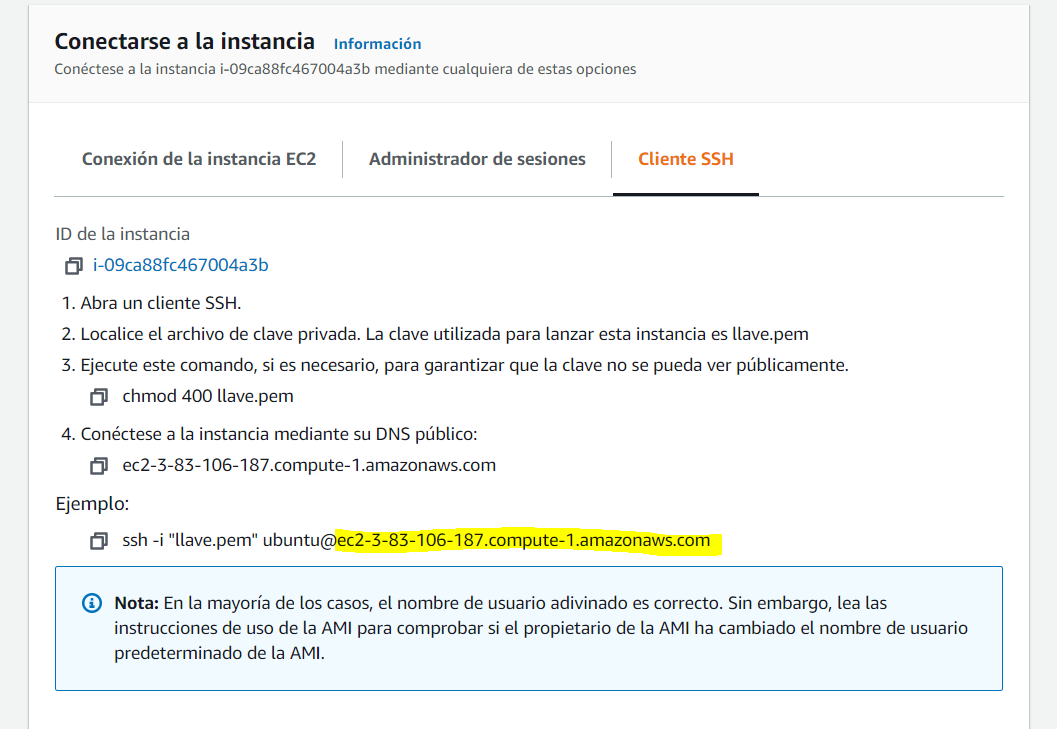 Conectarse a la instancia Información
Conéctese a la instancia i-09ca88fc467004a3b mediante cualquiera de estas opciones
Conexión de la instancia EC2 Administrador de sesiones Cliente SSH
ID de la instancia
i-09ca88fc467004a3b
1. Abra un cliente SSH.
2. Localice el archivo de clave privada. La clave utilizada para lanzar esta instancia es llave.pem
3. Ejecute este comando, si es necesario, para garantizar que la clave no se pueda ver públicamente.
chmod 400 llave.pem
4. Conéctese a la instancia mediante su DNS público:
ec2-3-83-106-187.compute-1.amazonaws.com
Ejemplo:
ssh -i "llave.pem" ubuntu@ec2-3-83-106-187.compute-1.amazonaws.com
Nota: En la mayoría de los casos, el nombre de usuario adivinado es correcto. Sin embargo, lea las
instrucciones de uso de la AMI para comprobar si el propietario de la AMI ha cambiado el nombre de usuario
predeterminado de la AMI.